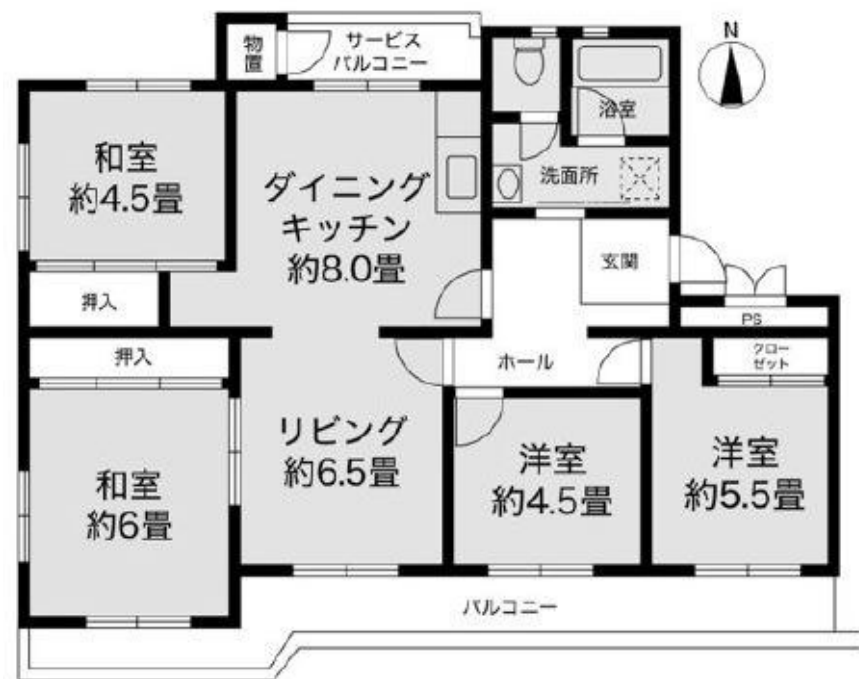 物置
サービス
バルコニー
N
浴室
和室
約4.5畳
ダイニング
キッチン
約8.0畳
洗面所
玄関
押入
PS
押入
ホール
クロー
ゼット
リビング
約6.5畳
洋室
約4.5畳
洋室
約5.5畳
和室
約6畳
バルコニー